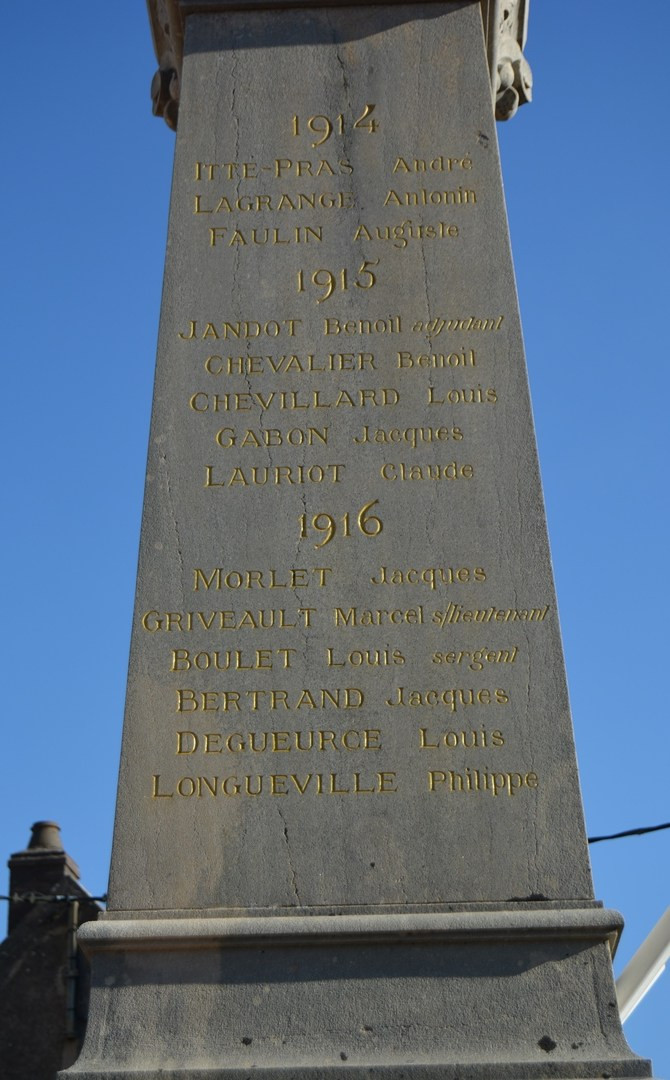 1914
ITTE-PRAS André
LAGRANGE Antonin
FAULIN Auguste
1915
JANDOT Benoit adjudant
CHEVALIER Benoit
CHEVILLARD Louis
GABON Jacques
LAURIOT Claude
1916
MORLET Jacques
GRIVEAULT Marcel s/lieutenant
BOULET Louis sergent
BERTRAND Jacques
DEGUEURCE Louis
LONGUEVILLE Philippe